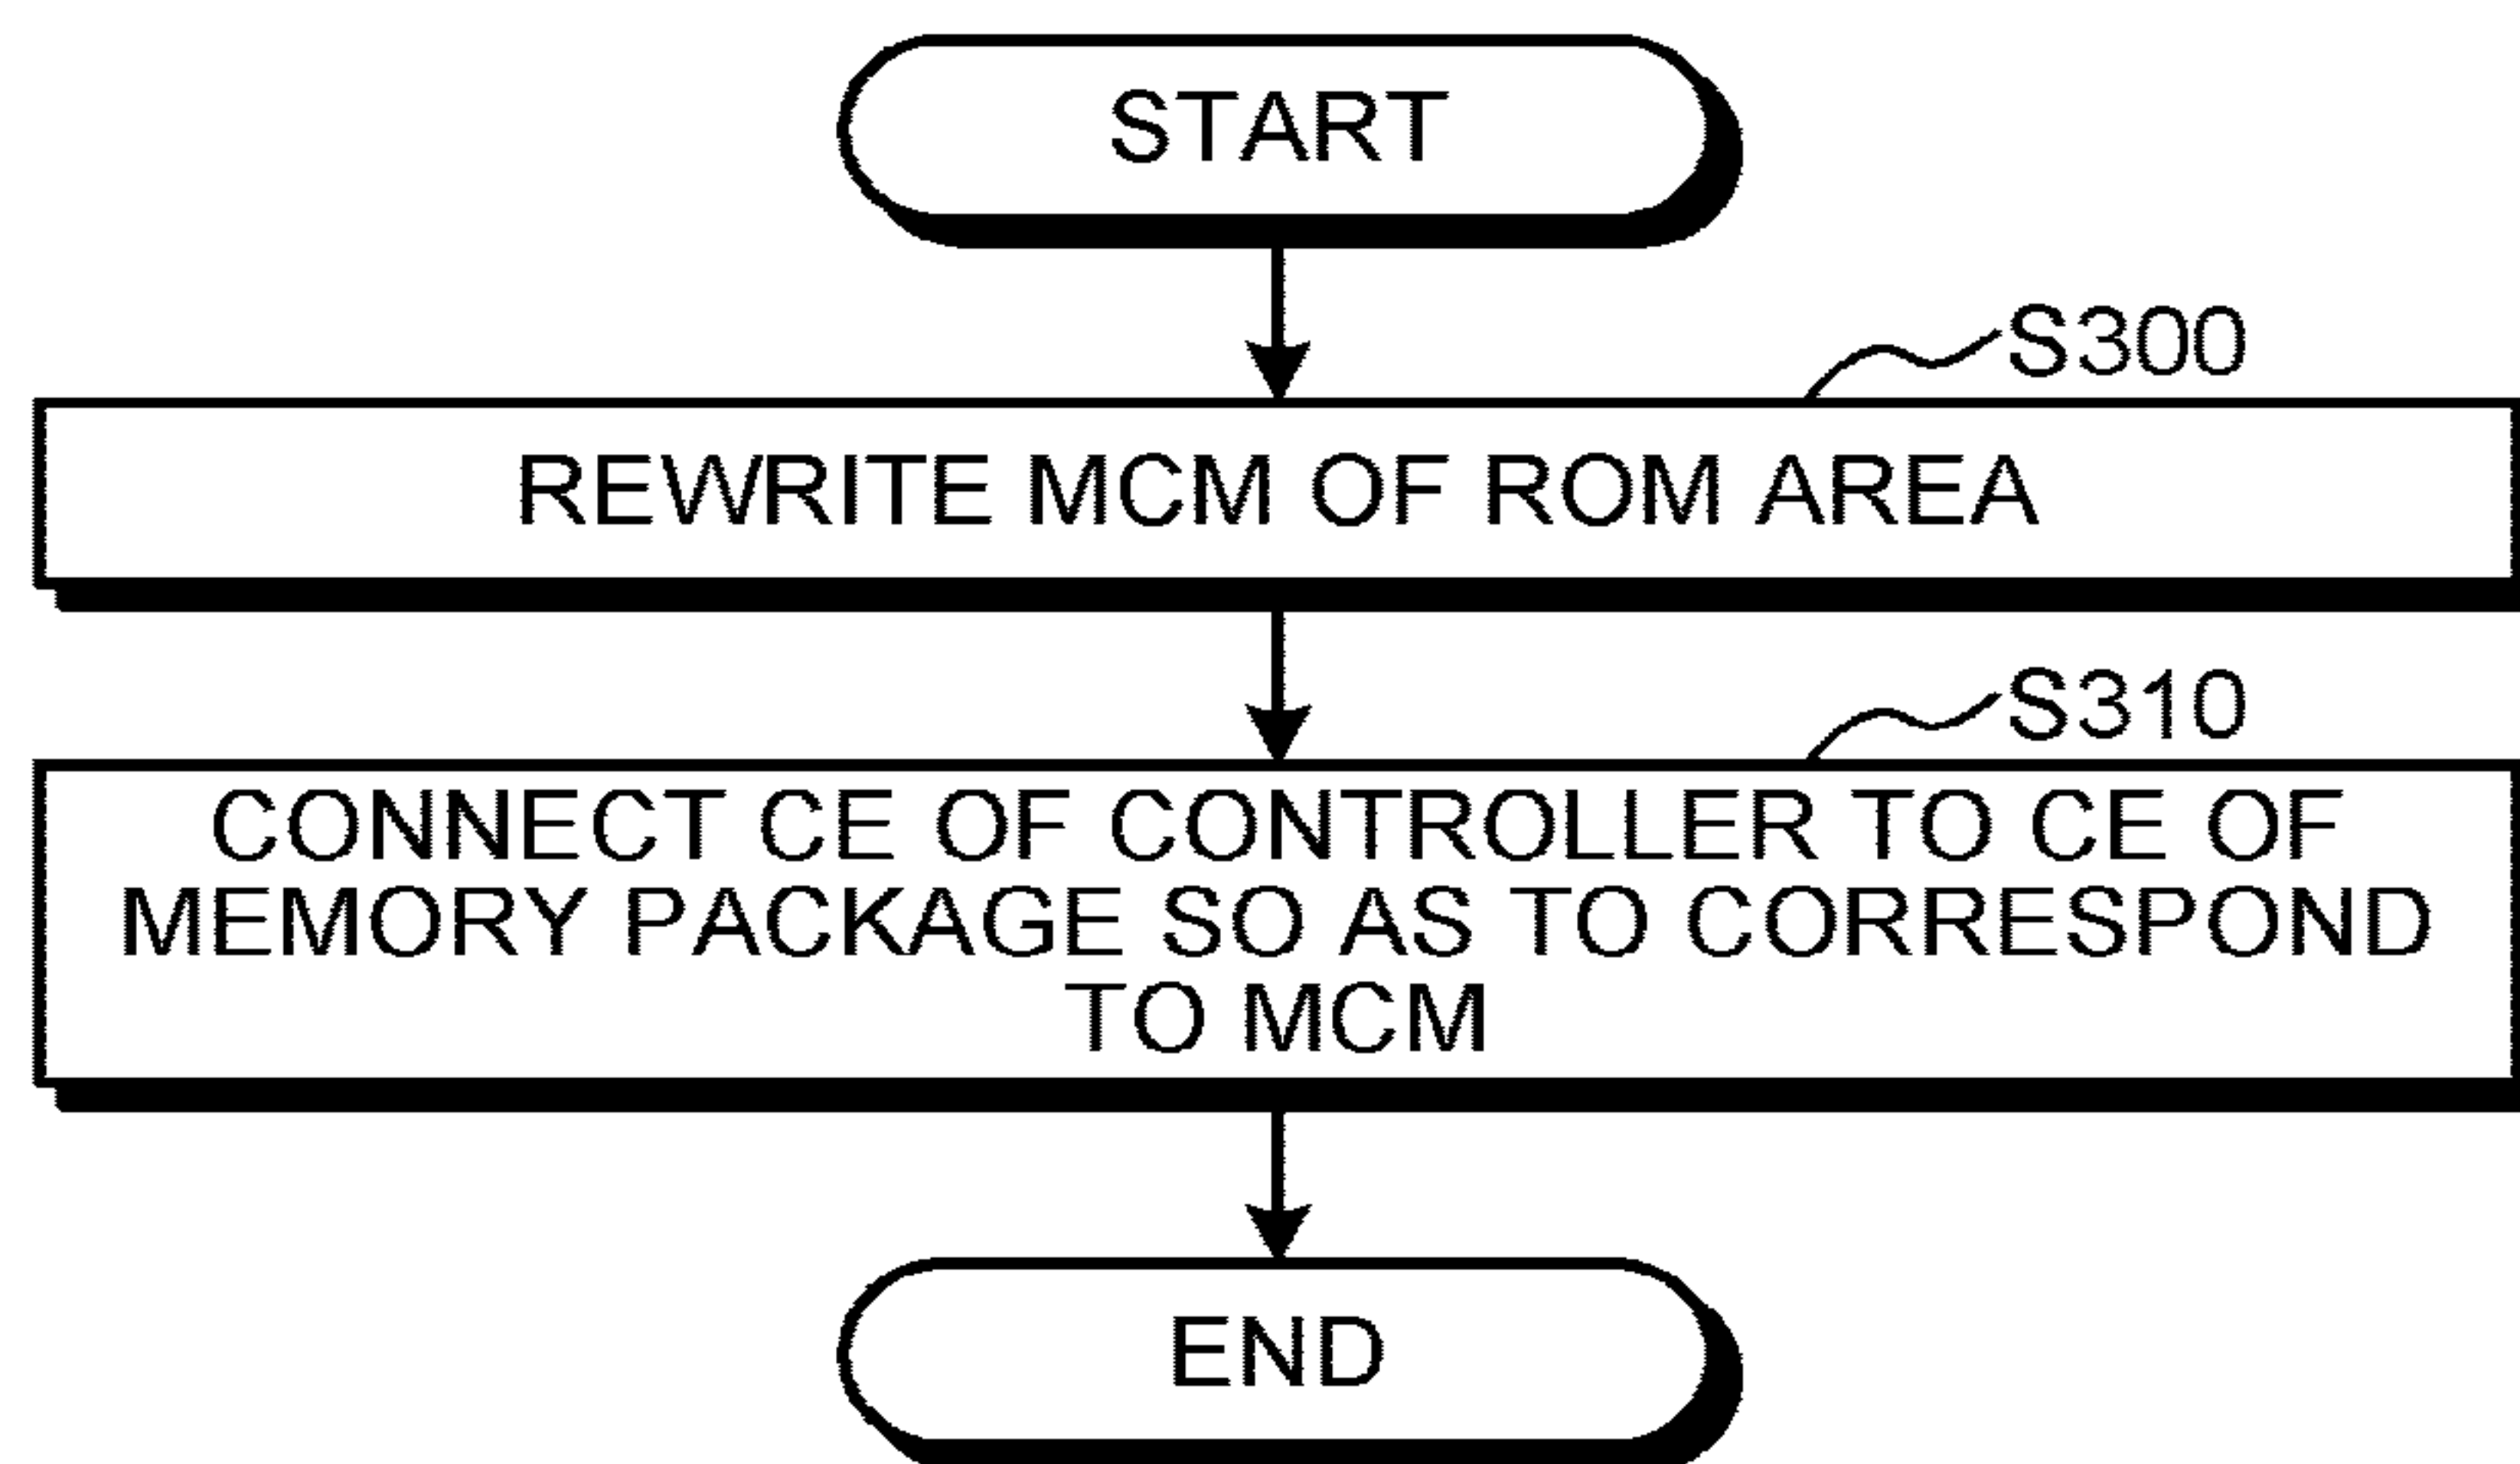 START
S300
REWRITE MCM OF ROM AREA
S310
CONNECT CE OF CONTROLLER TO CE OF
MEMORY PACKAGE SO AS TO CORRESPOND
TO MCM
END